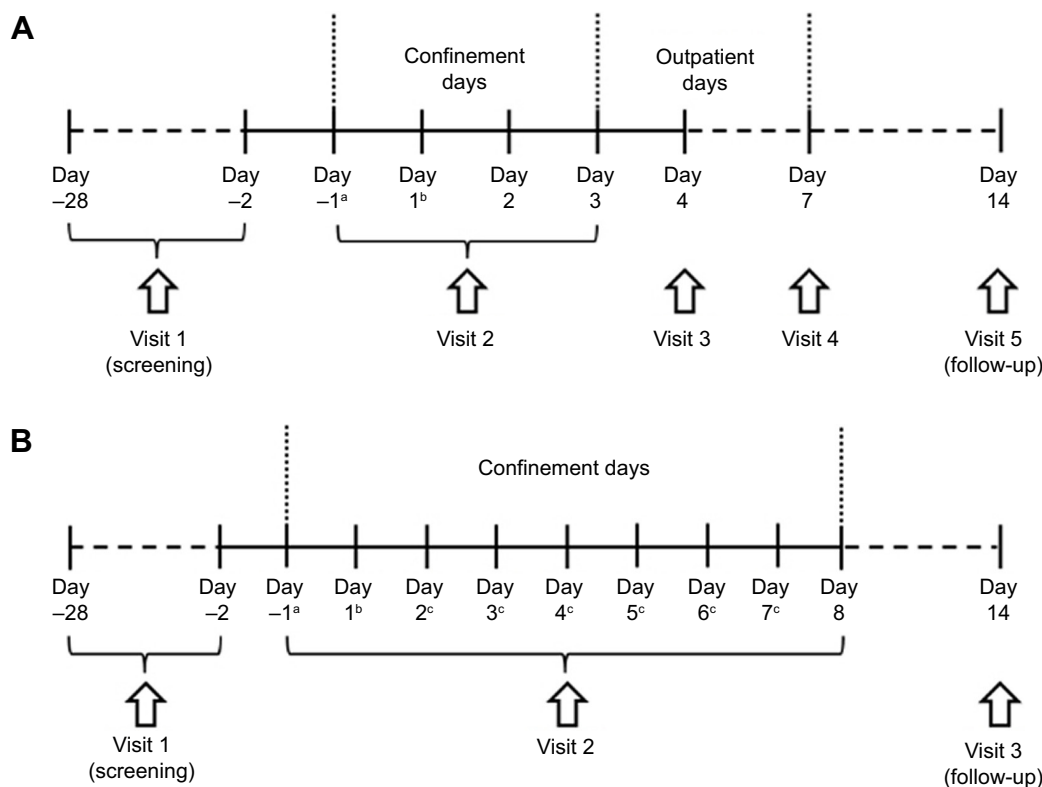 A
Confinement
days
Outpatient
days
Day
–28
Day
–2
Day
–1ᵃ
Day
1ᵇ
Day
2
Day
3
Day
4
Day
7
Day
14
Visit 1
(screening)
Visit 2
Visit 3
Visit 4
Visit 5
(follow-up)
B
Confinement days
Day
–28
Day
–2
Day
–1ᵃ
Day
1ᵇ
Day
2ᶜ
Day
3ᶜ
Day
4ᶜ
Day
5ᶜ
Day
6ᶜ
Day
7ᶜ
Day
8
Day
14
Visit 1
(screening)
Visit 2
Visit 3
(follow-up)